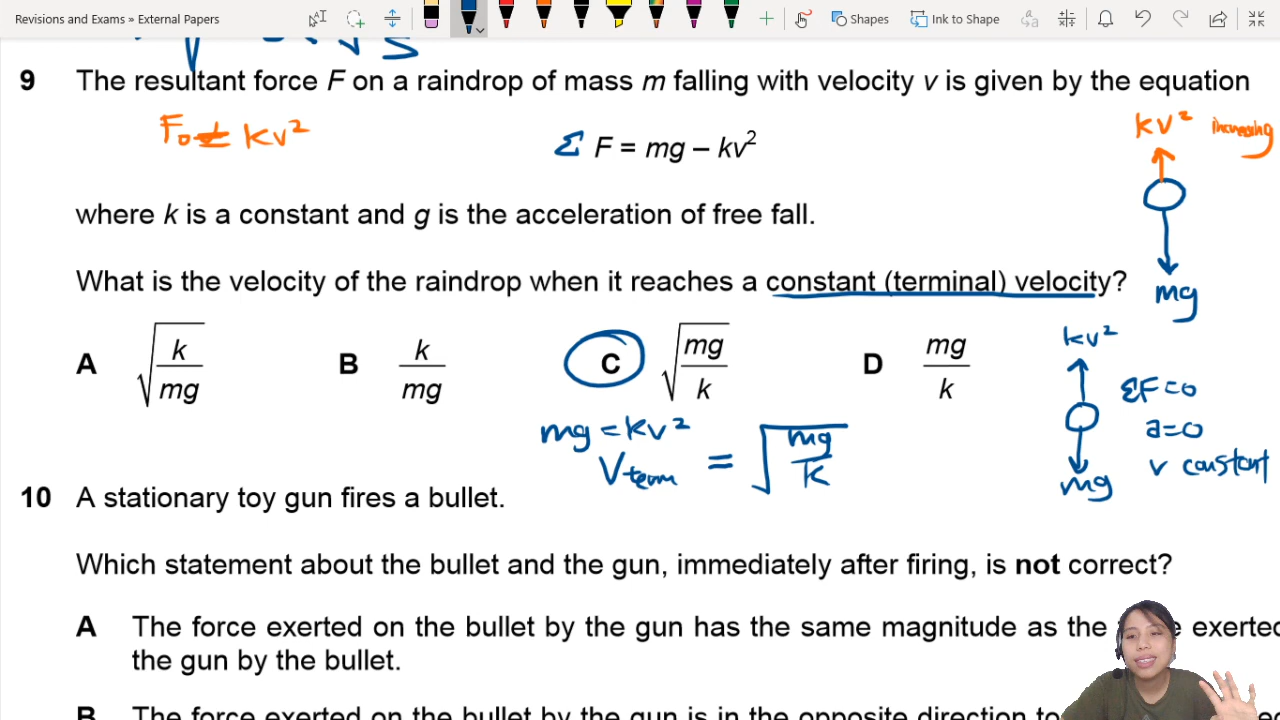 Revisions and Exams » External Papers
Shapes
Ink to Shape
9 The resultant force F on a raindrop of mass m falling with velocity v is given by the equation
F_D = kv²
kv² increasing
Σ F = mg – kv²
where k is a constant and g is the acceleration of free fall.
What is the velocity of the raindrop when it reaches a constant (terminal) velocity?
mg
kv²
A √(k/mg) B k/mg C √(mg/k) D mg/k
ΣF=0
a=0
mg = kv²
v constant
V term = √(mg/k)
mg
10 A stationary toy gun fires a bullet.
Which statement about the bullet and the gun, immediately after firing, is not correct?
A The force exerted on the bullet by the gun has the same magnitude as the exerted
the gun by the bullet.
B The force exerted on the bullet by the gun is in the opposite direction to